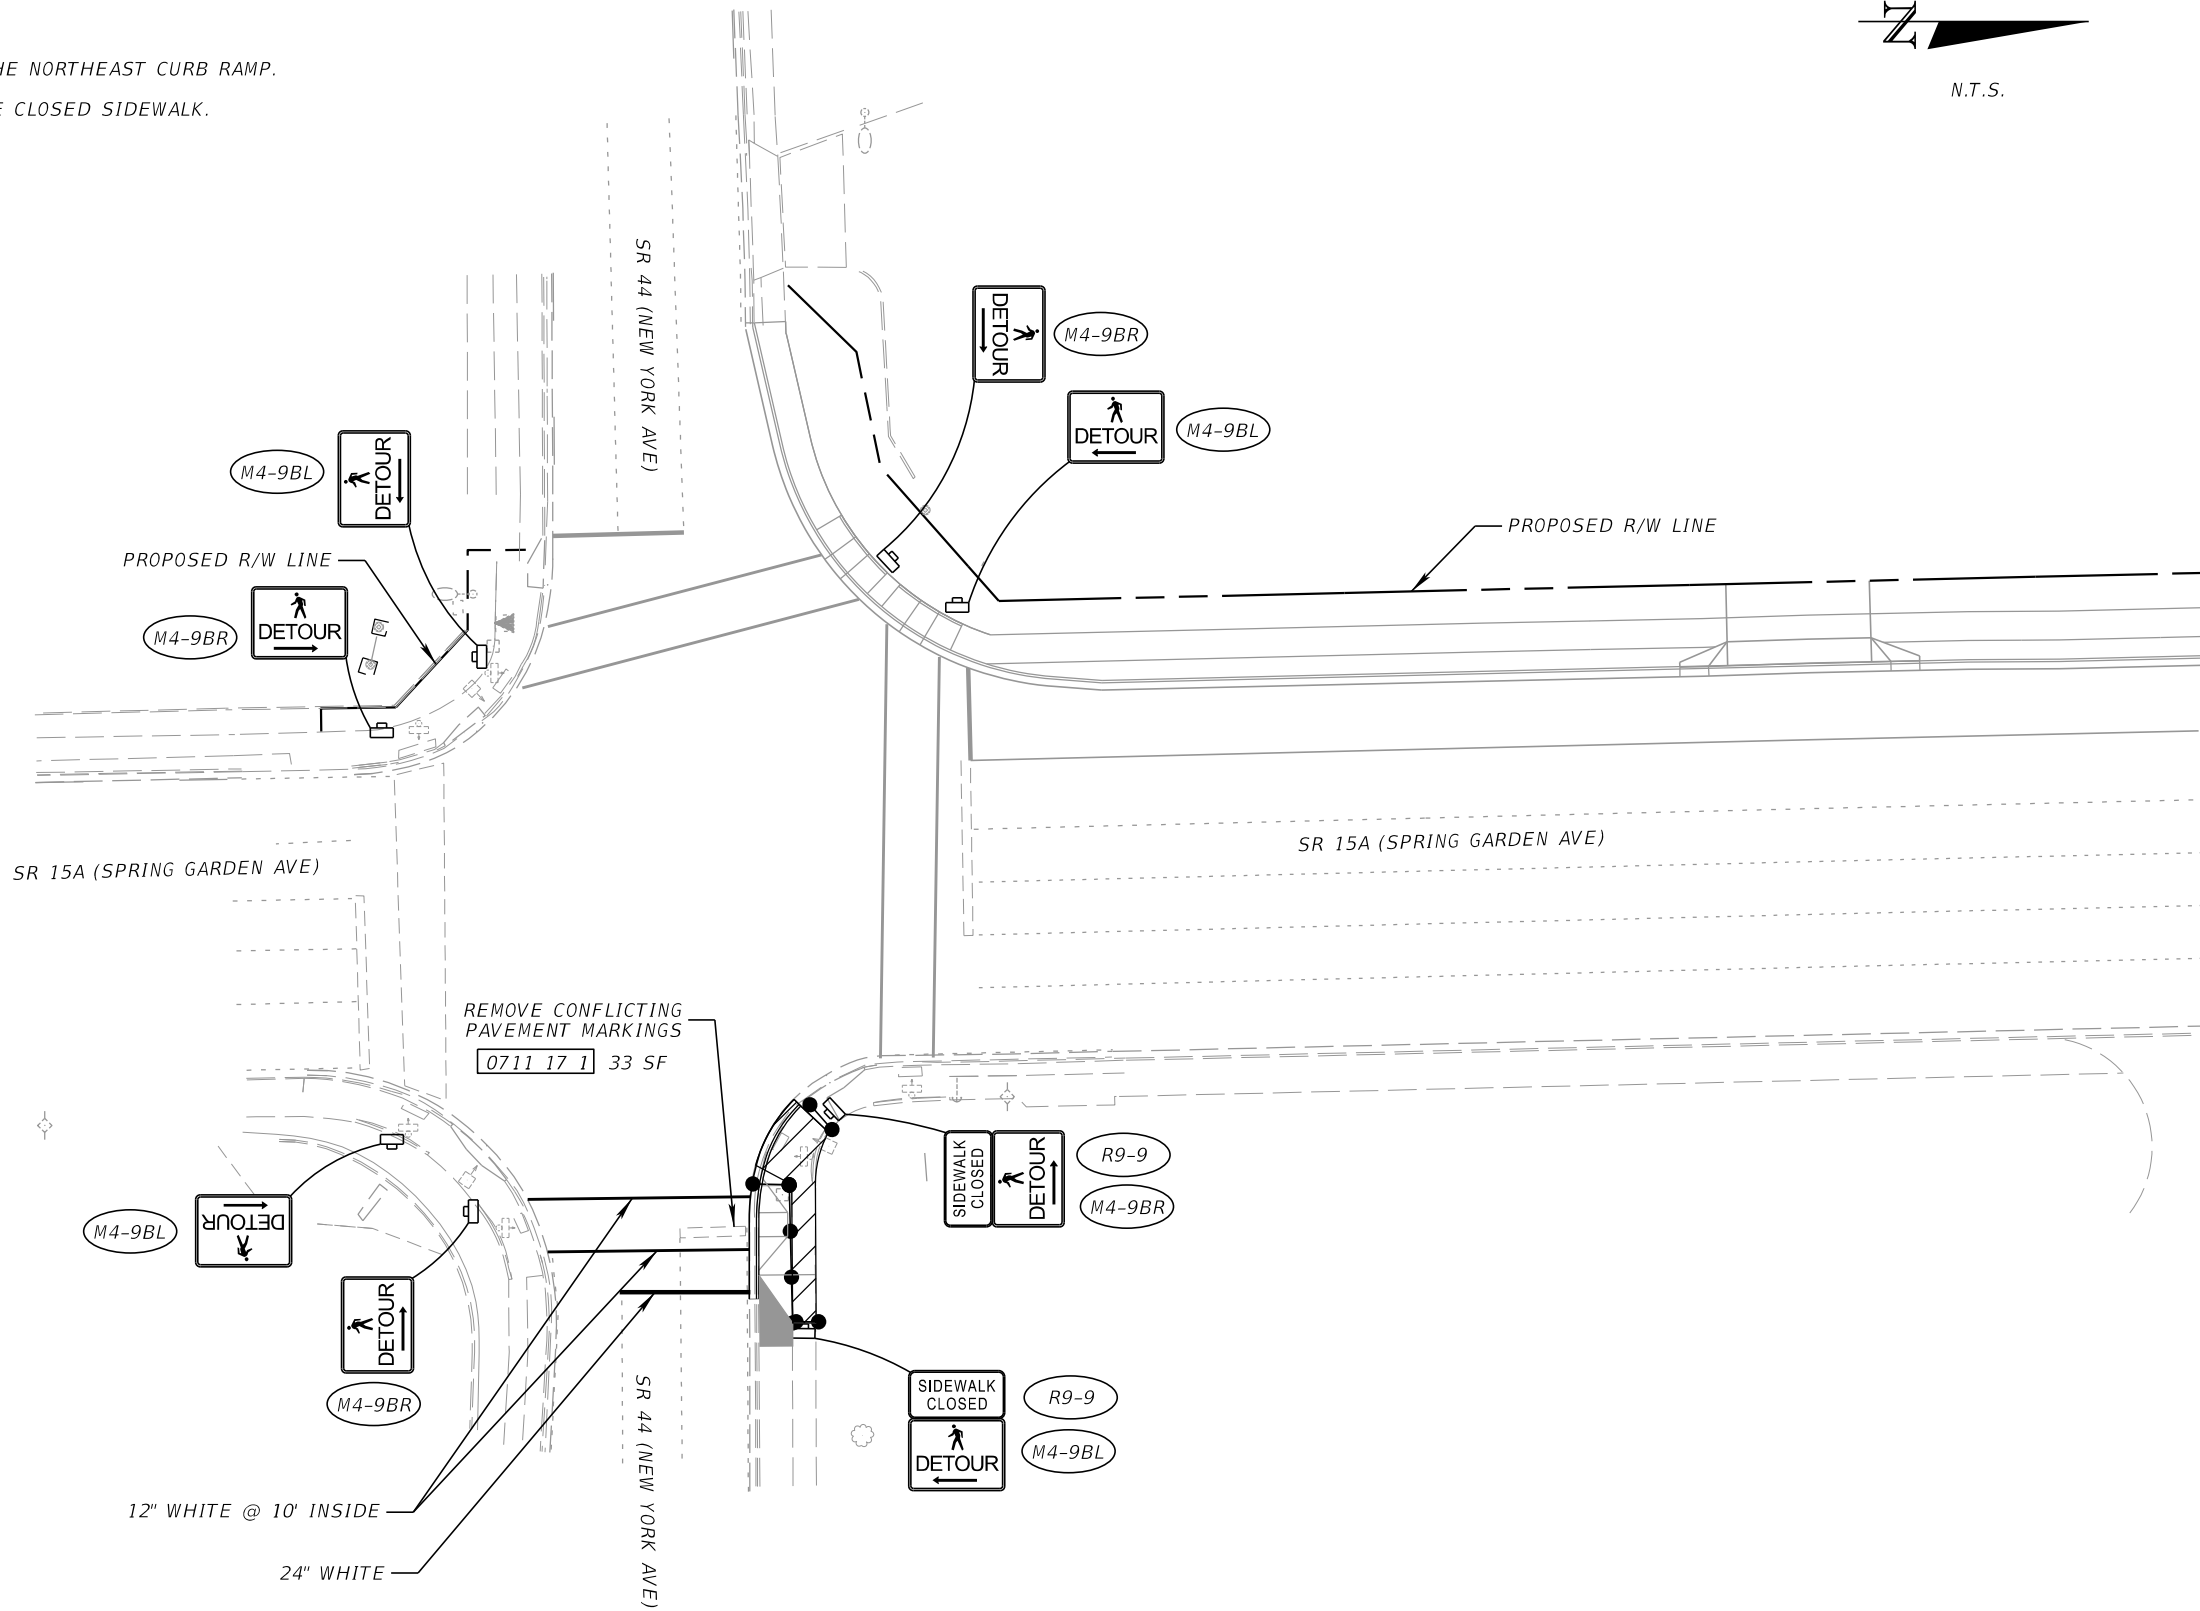 HE NORTHEAST CURB RAMP.
E CLOSED SIDEWALK.
N
N.T.S.
SR 44 (NEW YORK AVE)
DETOUR
M4-9BR
DETOUR
M4-9BL
M4-9BL
DETOUR
PROPOSED R/W LINE
PROPOSED R/W LINE
DETOUR
M4-9BR
SR 15A (SPRING GARDEN AVE)
SR 15A (SPRING GARDEN AVE)
REMOVE CONFLICTING
PAVEMENT MARKINGS
0711 17 1 33 SF
SIDEWALK
CLOSED
DETOUR
R9-9
M4-9BR
M4-9BL
DETOUR
DETOUR
M4-9BR
SIDEWALK
CLOSED
R9-9
DETOUR
M4-9BL
SR 44 (NEW YORK AVE)
12" WHITE @ 10' INSIDE
24" WHITE